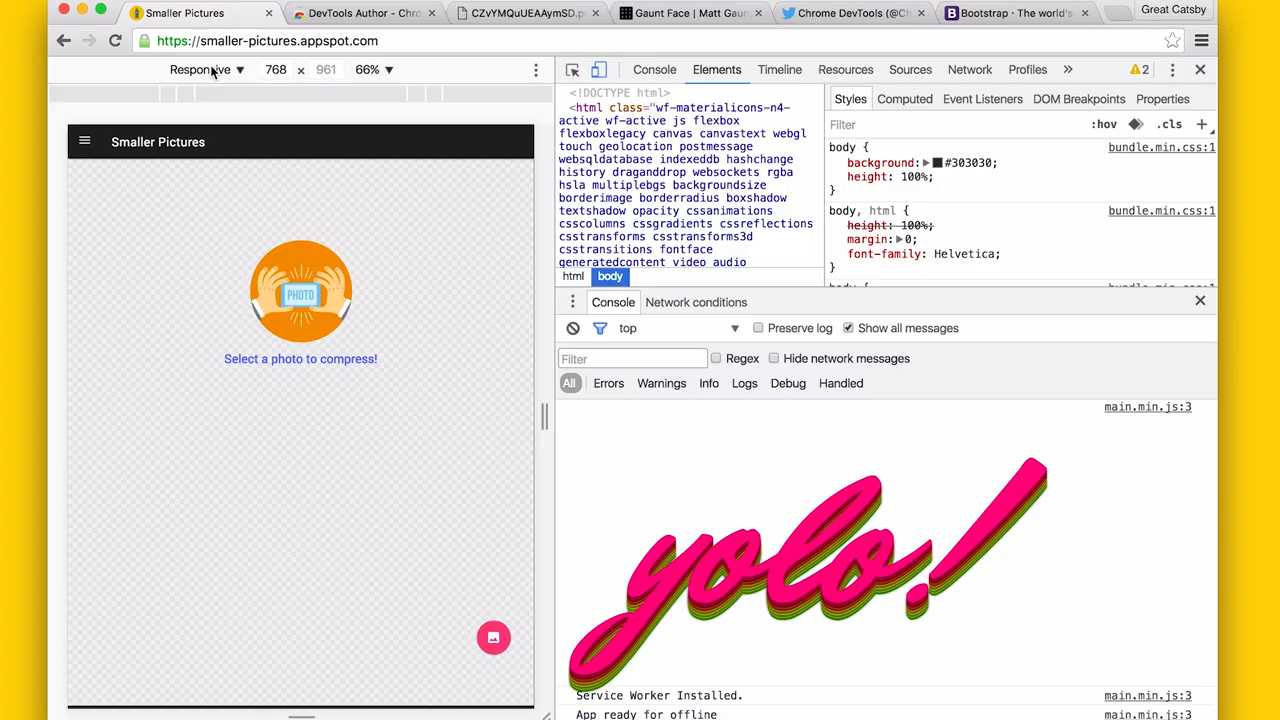 Smaller Pictures
DevTools Author - Chro
CZvYMQuUEAAymSD.p
Gaunt Face | Matt Gaun
Chrome DevTools (@Ch
Bootstrap · The world's
Great Catsby
https://smaller-pictures.appspot.com
Responsive ▼ 768 × 961 66% ▼
Console Elements Timeline Resources Sources Network Profiles » 2
Smaller Pictures
PHOTO
Select a photo to compress!
<!DOCTYPE html>
<html class="wf-materialicons-n4-
active wf-active js flexbox
flexboxlegacy canvas canvastext webgl
touch geolocation postmessage
websqldatabase indexeddb hashchange
history draganddrop websockets rgba
hsla multiplebgs backgroundsize
borderimage borderradius boxshadow
textshadow opacity cssanimations
csscolumns cssgradients cssreflections
csstransforms csstransforms3d
csstransitions fontface
generatedcontent video audio
html body
Styles Computed Event Listeners DOM Breakpoints Properties
Filter :hov .cls +
body { bundle.min.css:1
background: #303030;
height: 100%;
}
body, html { bundle.min.css:1
height: 100%;
margin: 0;
font-family: Helvetica;
}
Console Network conditions
top ▼ Preserve log Show all messages
Filter Regex Hide network messages
All Errors Warnings Info Logs Debug Handled
main.min.js:3
yolo!
Service Worker Installed. main.min.js:3
App ready for offline main.min.js:3